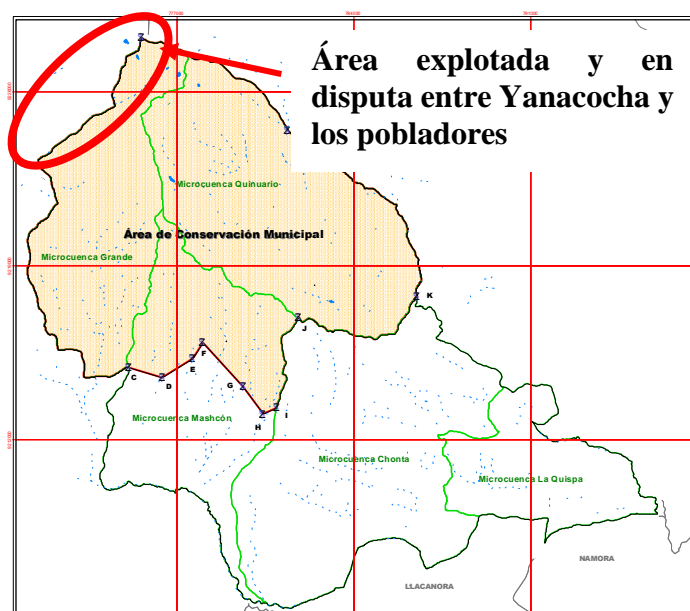 Área explotada y en
disputa entre Yanacocha y
los pobladores
Microcuenca Quinuario
Área de Conservación Municipal
Microcuenca Grande
K
J
C
D
E
F
G
H
I
Microcuenca Mashcón
Microcuenca Chonta
Microcuenca La Quispa
NAMORA
LLACANORA